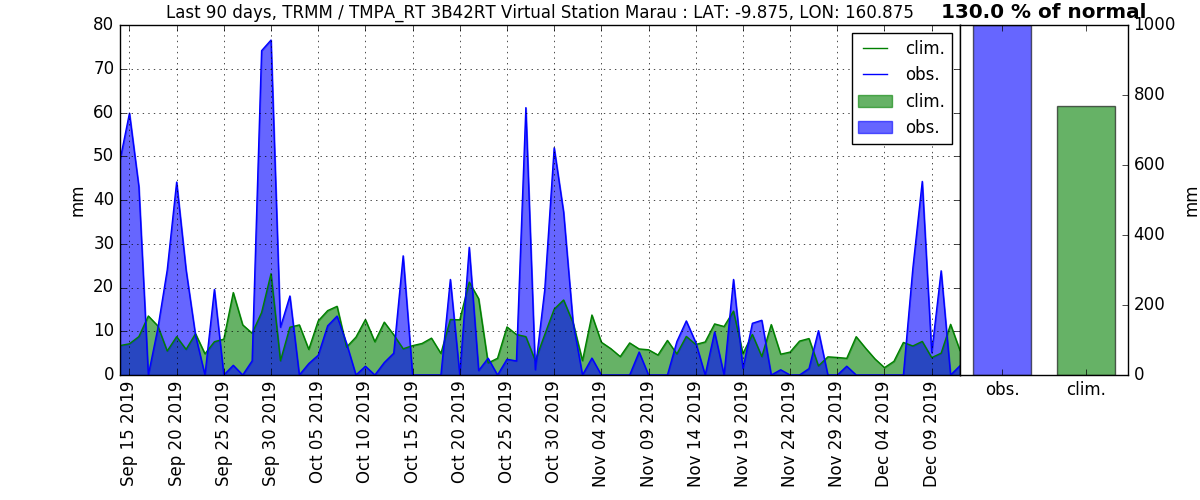 Last 90 days, TRMM / TMPA_RT 3B42RT Virtual Station Marau : LAT: -9.875, LON: 160.875
130.0 % of normal
80
70
60
50
40
30
20
10
0
mm
clim.
obs.
clim.
obs.
1000
800
600
400
200
0
mm
Sep 15 2019
Sep 20 2019
Sep 25 2019
Sep 30 2019
Oct 05 2019
Oct 10 2019
Oct 15 2019
Oct 20 2019
Oct 25 2019
Oct 30 2019
Nov 04 2019
Nov 09 2019
Nov 14 2019
Nov 19 2019
Nov 24 2019
Nov 29 2019
Dec 04 2019
Dec 09 2019
obs.
clim.